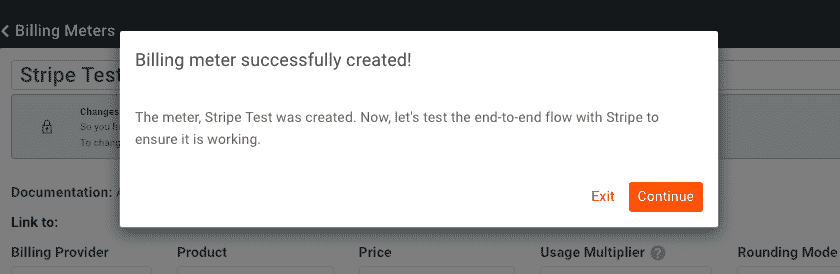 Billing Meters
Billing meter successfully created!
Stripe Test
Changes
The meter, Stripe Test was created. Now, let's test the end-to-end flow with Stripe to
So you h
ensure it is working.
To chang
Documentation:
Exit Continue
Link to:
Billing Provider Product Price Usage Multiplier ? Rounding Mode